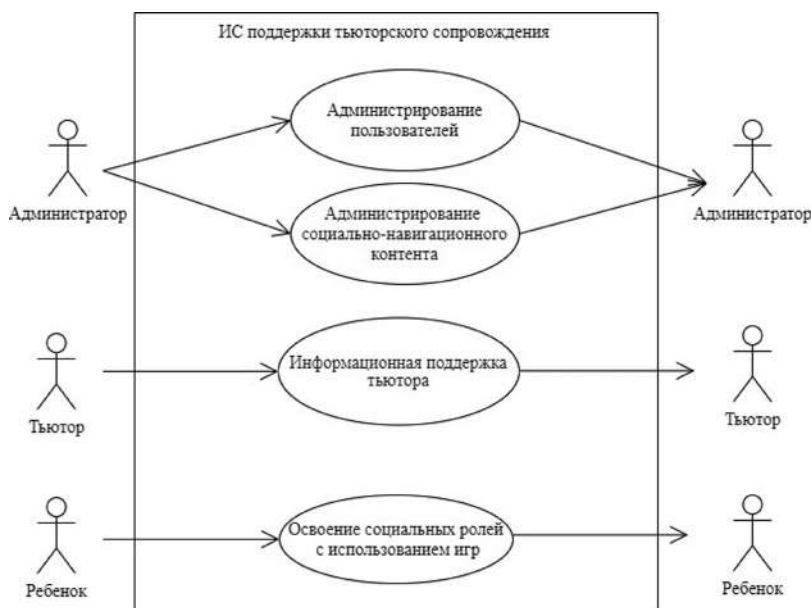 ИС поддержки тьюторского сопровождения
Администрирование
пользователей
Администратор
Администратор
Администрирование
социально-навигационного
контента
Информационная поддержка
тьютора
Тьютор
Тьютор
Освоение социальных ролей
с использованием игр
Ребенок
Ребенок